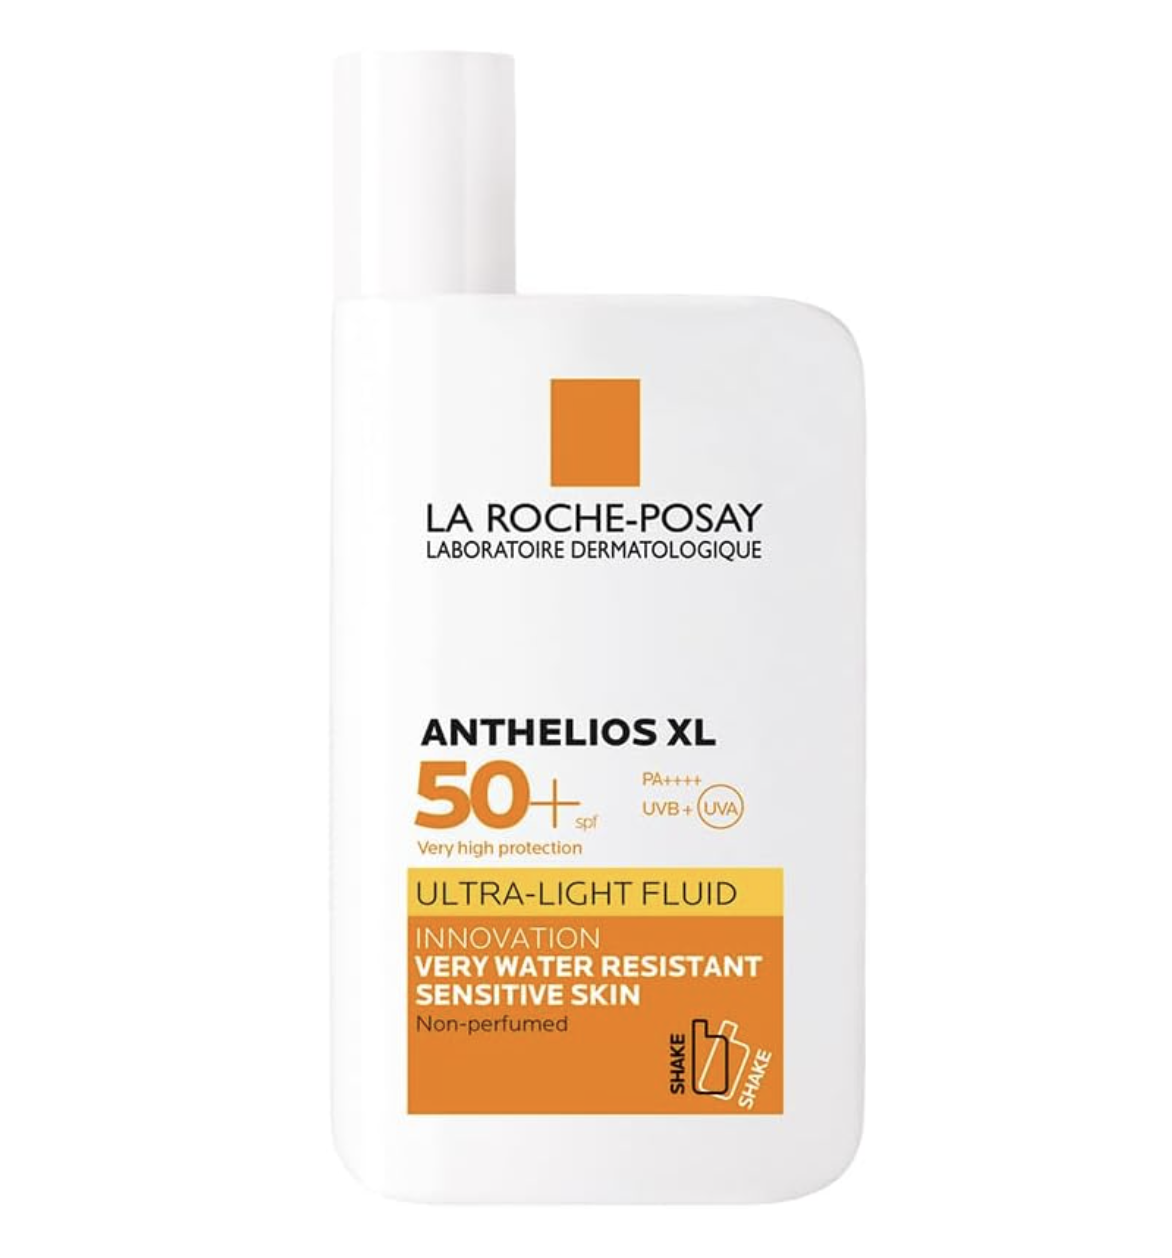 LA ROCHE-POSAY
LABORATOIRE DERMATOLOGIQUE
ANTHELIOS XL
50+ spf
PA++++
UVB + UVA
Very high protection
ULTRA-LIGHT FLUID
INNOVATION
VERY WATER RESISTANT
SENSITIVE SKIN
Non-perfumed
SHAKE
SHAKE